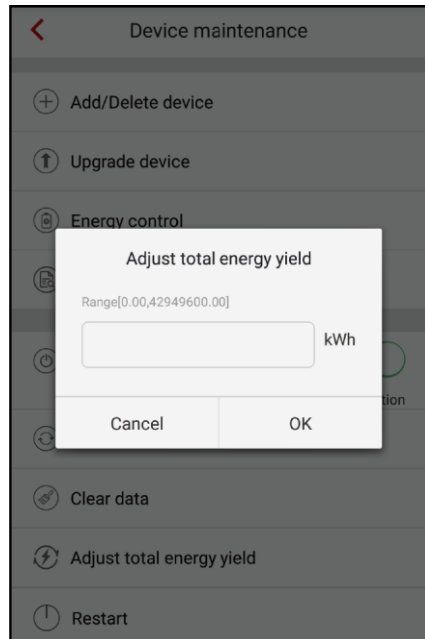 Device maintenance
Add/Delete device
Upgrade device
Energy control
Adjust total energy yield
Range[0.00,42949600.00]
kWh
tion
Cancel OK
Clear data
Adjust total energy yield
Restart